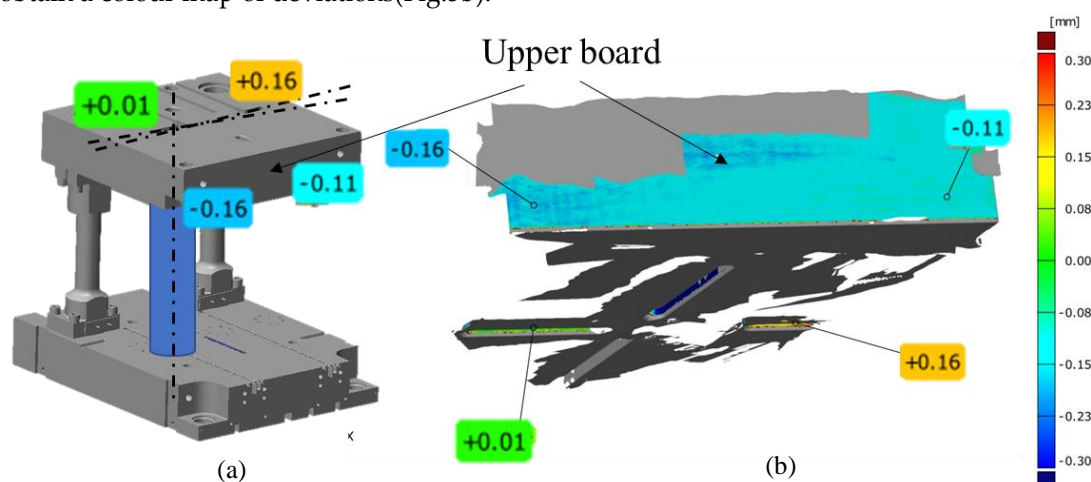 obtain a colour map of deviations(Fig.5b).
[mm]
Upper board
+0.01
+0.16
-0.16
-0.11
x
(a)
-0.16
-0.11
+0.01
+0.16
(b)
0.30
0.23
0.15
0.08
0.00
-0.08
-0.15
-0.23
-0.30